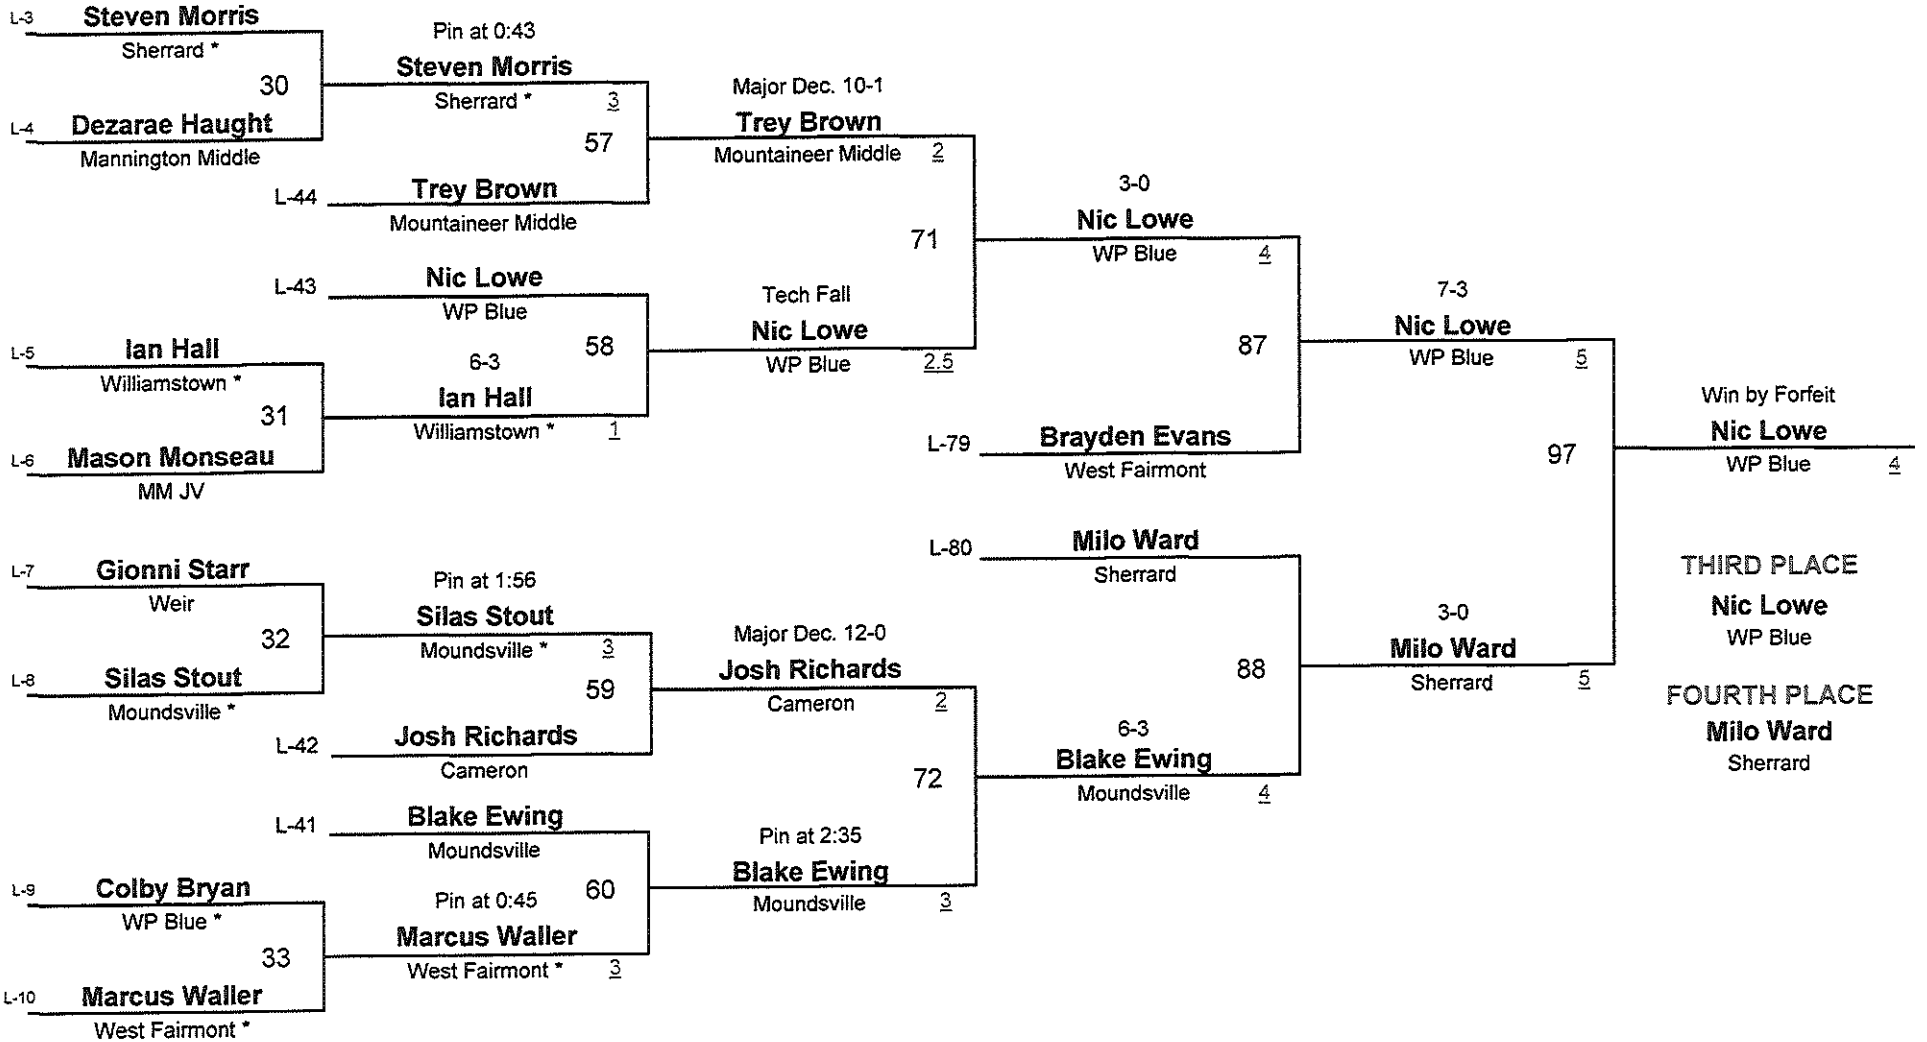 L-3 Steven Morris
Sherrard *
30
L-4 Dezarae Haught
Mannington Middle
Pin at 0:43
Steven Morris
Sherrard * 3
57
L-44 Trey Brown
Mountaineer Middle
Major Dec. 10-1
Trey Brown
Mountaineer Middle 2
71
L-43 Nic Lowe
WP Blue
58
L-5 Ian Hall
Williamstown *
31
L-6 Mason Monseau
MM JV
6-3
Ian Hall
Williamstown * 1
Tech Fall
Nic Lowe
WP Blue 2.5
3-0
Nic Lowe
WP Blue 4
87
L-79 Brayden Evans
West Fairmont
7-3
Nic Lowe
WP Blue 5
97
L-7 Gionni Starr
Weir
32
L-8 Silas Stout
Moundsville *
Pin at 1:56
Silas Stout
Moundsville * 3
59
L-42 Josh Richards
Cameron
Major Dec. 12-0
Josh Richards
Cameron 2
72
L-41 Blake Ewing
Moundsville
60
L-9 Colby Bryan
WP Blue *
33
L-10 Marcus Waller
West Fairmont *
Pin at 0:45
Marcus Waller
West Fairmont * 3
Pin at 2:35
Blake Ewing
Moundsville 3
L-80 Milo Ward
Sherrard
88
6-3
Blake Ewing
Moundsville 4
3-0
Milo Ward
Sherrard 5
Win by Forfeit
Nic Lowe
WP Blue 4
THIRD PLACE
Nic Lowe
WP Blue
FOURTH PLACE
Milo Ward
Sherrard